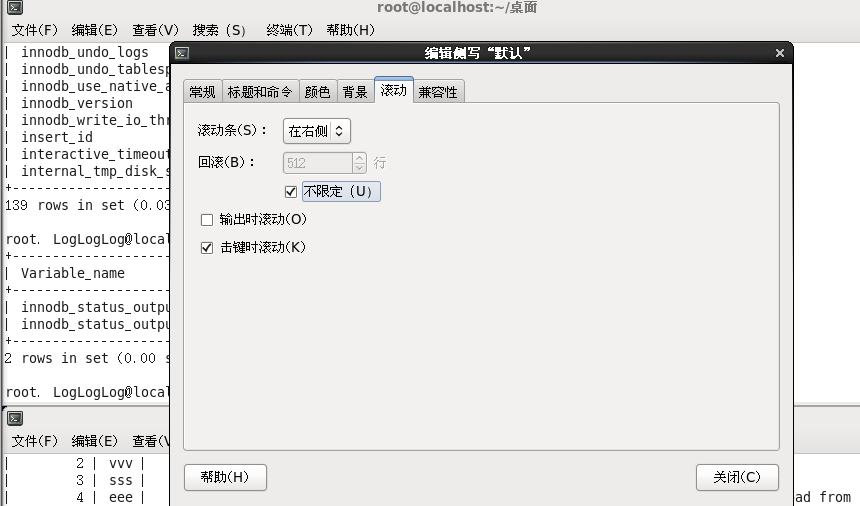 root@localhost:~/桌面
文件(F) 编辑(E) 查看(V) 搜索 (S) 终端(T) 帮助(H)
| innodb_undo_logs
| innodb_undo_tablesp
| innodb_use_native_a
| innodb_version
| innodb_write_io_thr
| insert_id
| interactive_timeout
| internal_tmp_disk_s
+-------------------
139 rows in set (0.03
root. LogLogLog@local
+-------------------
| Variable_name
+-------------------
| innodb_status_outpu
| innodb_status_outpu
+-------------------
2 rows in set (0.00 s
root. LogLogLog@local
编辑侧写“默认”
常规 标题和命令 颜色 背景 滚动 兼容性
滚动条(S)： 在右侧
回滚(B)： 512 行
不限定（U）
输出时滚动(O)
击键时滚动(K)
帮助(H) 关闭(C)
文件(F) 编辑(E) 查看(V
| 2 | vvv |
| 3 | sss |
| 4 | eee | ad from